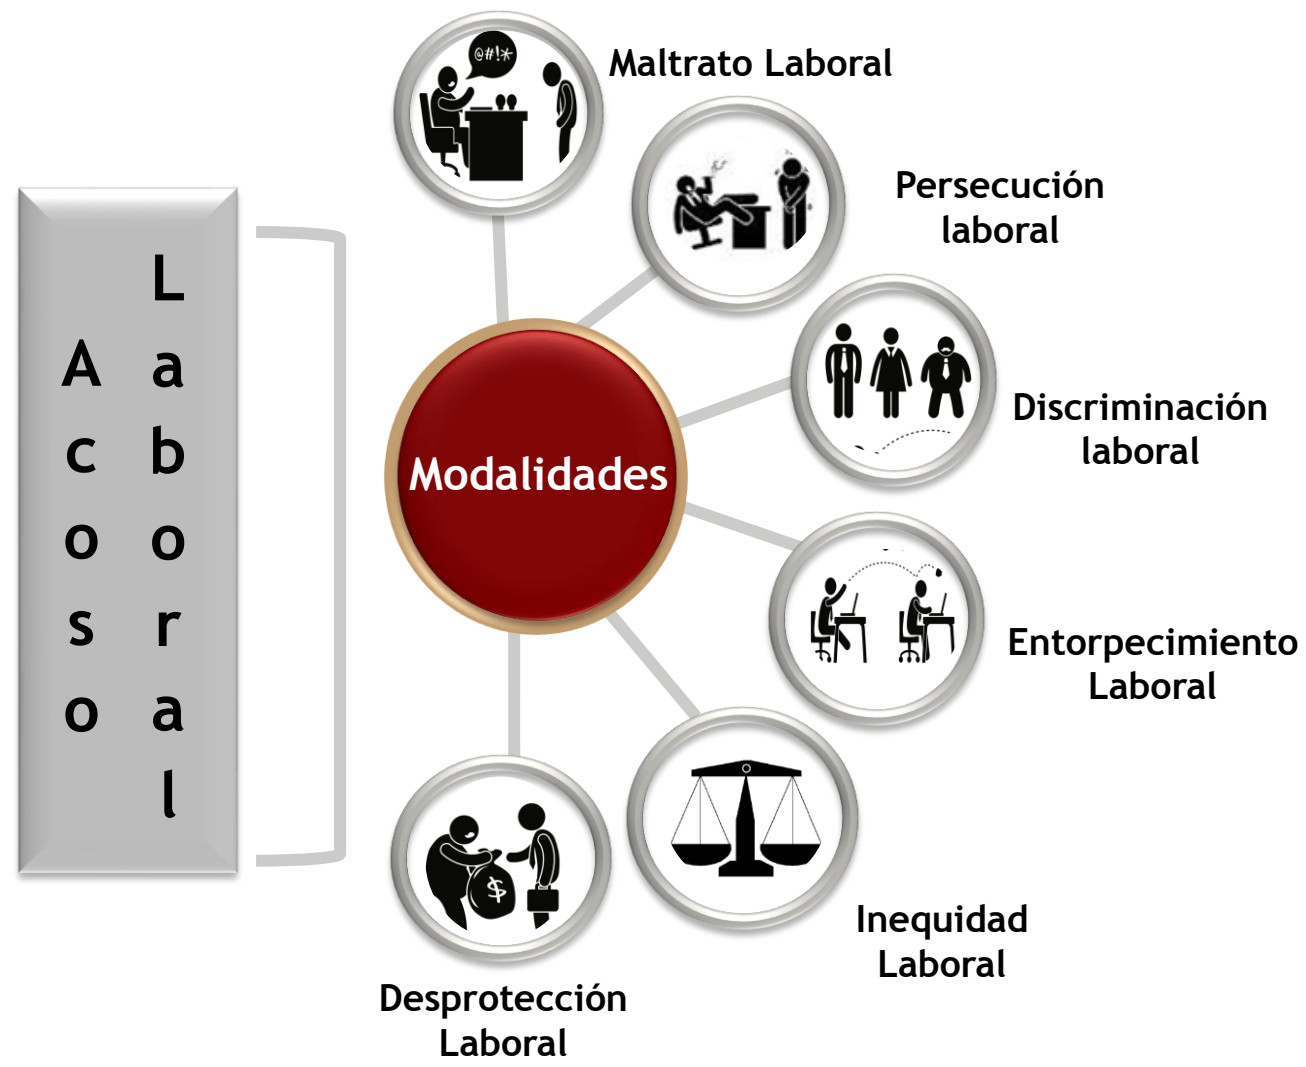 Acoso
Laboral
Modalidades
@#!*
Maltrato Laboral
Persecución
laboral
Discriminación
laboral
Entorpecimiento
Laboral
Inequidad
Laboral
$
Desprotección
Laboral